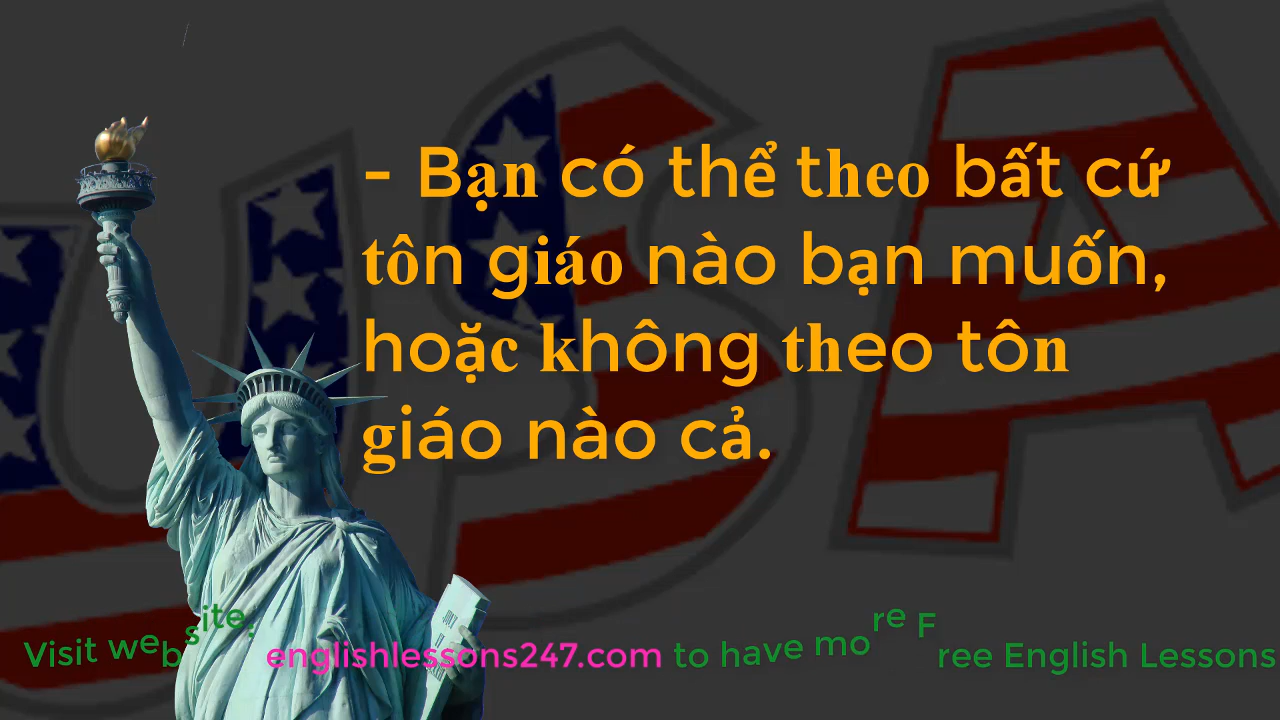 - Bạn có thể theo bất cứ
tôn giáo nào bạn muốn,
hoặc không theo tôn
giáo nào cả.
Visit website: englishlessons247.com to have more Free English Lessons
USA